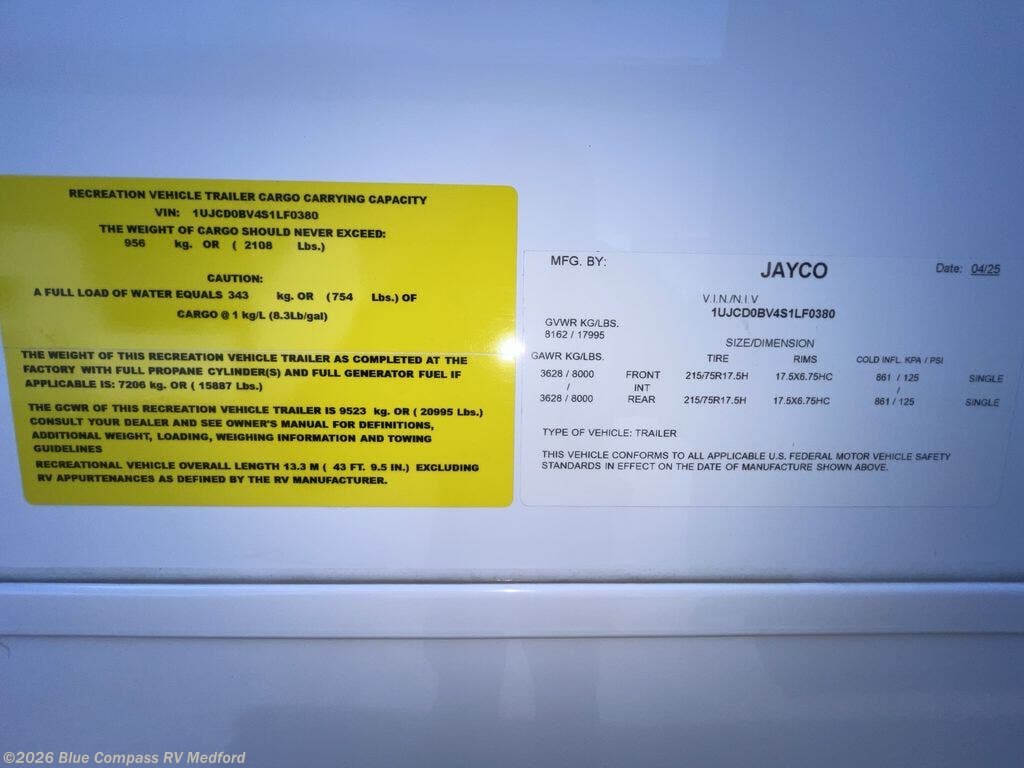 RECREATION VEHICLE TRAILER CARGO CARRYING CAPACITY
VIN: 1UJCD0BV4S1LF0380
THE WEIGHT OF CARGO SHOULD NEVER EXCEED:
956 kg. OR ( 2108 Lbs.)
CAUTION:
A FULL LOAD OF WATER EQUALS 343 kg. OR (754 Lbs.) OF
CARGO @ 1 kg/L (8.3Lb/gal)
THE WEIGHT OF THIS RECREATION VEHICLE TRAILER AS COMPLETED AT THE
FACTORY WITH FULL PROPANE CYLINDER(S) AND FULL GENERATOR FUEL IF
APPLICABLE IS: 7206 kg. OR ( 15887 Lbs.)
THE GCWR OF THIS RECREATION VEHICLE TRAILER IS 9523 kg. OR ( 20995 Lbs.)
CONSULT YOUR DEALER AND SEE OWNER'S MANUAL FOR DEFINITIONS,
ADDITIONAL WEIGHT, LOADING, WEIGHING INFORMATION AND TOWING
GUIDELINES
RECREATIONAL VEHICLE OVERALL LENGTH 13.3 M ( 43 FT. 9.5 IN.) EXCLUDING
RV APPURTENANCES AS DEFINED BY THE RV MANUFACTURER.
MFG. BY: JAYCO Date: 04/25
V.I.N./N.I.V
1UJCD0BV4S1LF0380
GVWR KG/LBS.
8162 / 17995
SIZE/DIMENSION
GAWR KG/LBS. TIRE RIMS COLD INFL. KPA / PSI
3628 / 8000 FRONT 215/75R17.5H 17.5X6.75HC 861 / 125 SINGLE
/ INT /
3628 / 8000 REAR 215/75R17.5H 17.5X6.75HC 861 / 125 SINGLE
TYPE OF VEHICLE: TRAILER
THIS VEHICLE CONFORMS TO ALL APPLICABLE U.S. FEDERAL MOTOR VEHICLE SAFETY
STANDARDS IN EFFECT ON THE DATE OF MANUFACTURE SHOWN ABOVE.
©2026 Blue Compass RV Medford